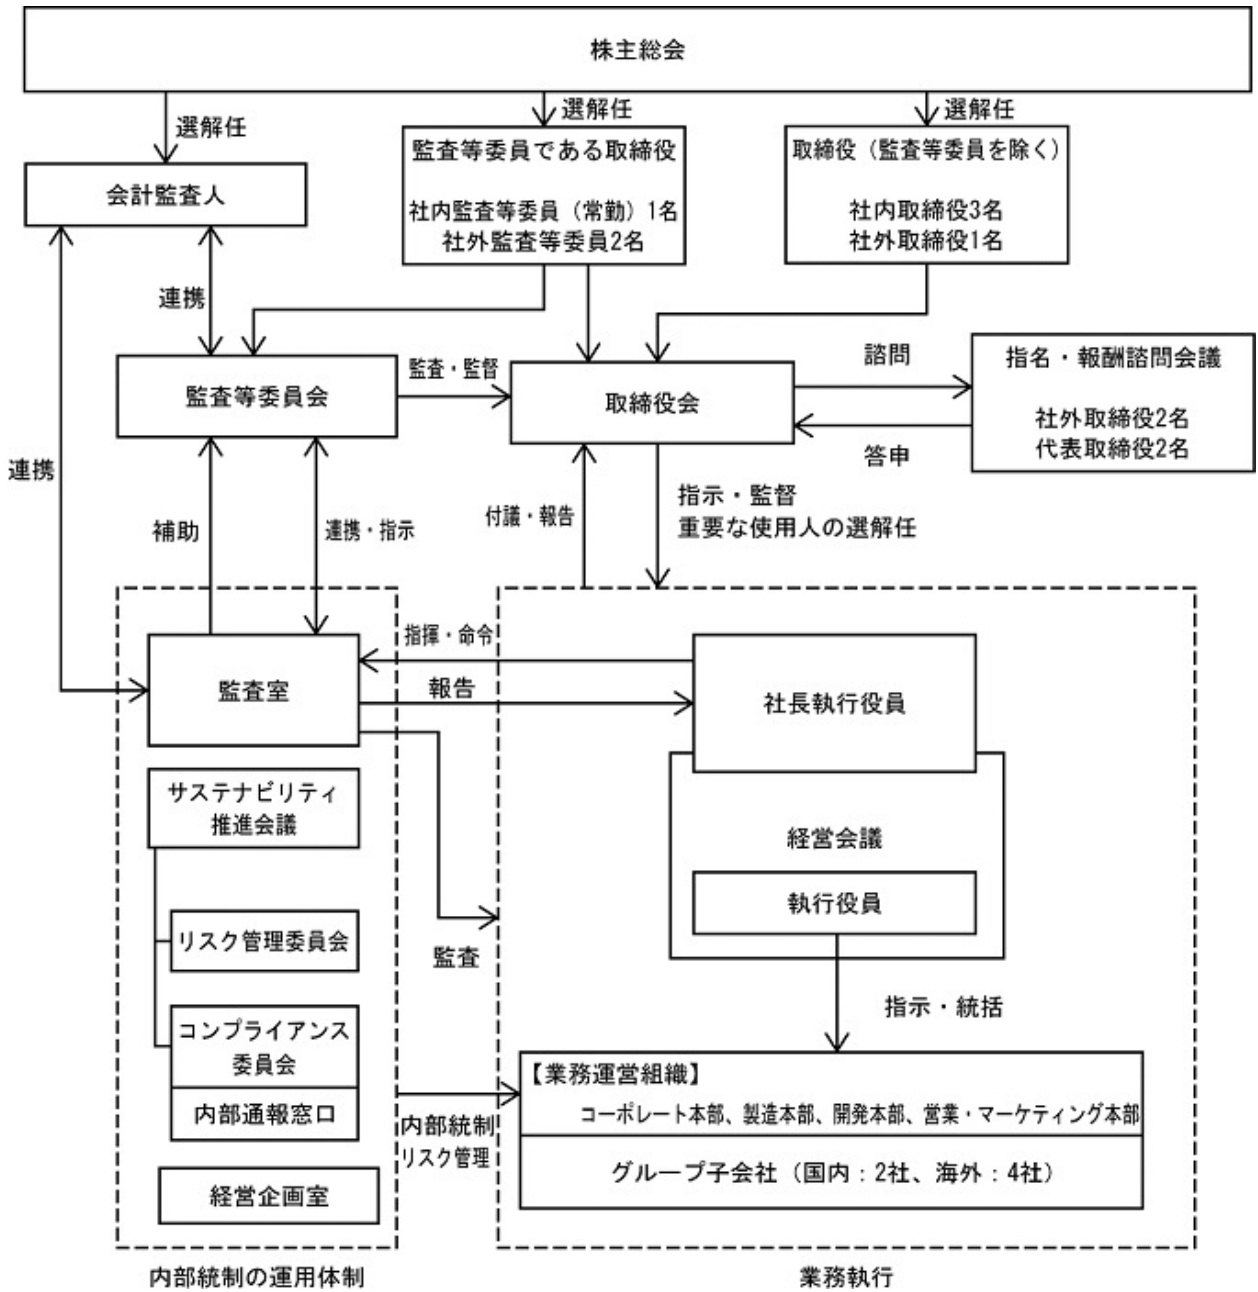 株主総会
選解任
選解任
選解任
会計監査人
監査等委員である取締役
社内監査等委員（常勤）1名
社外監査等委員2名
取締役（監査等委員を除く）
社内取締役3名
社外取締役1名
連携
監査等委員会
監査・監督
取締役会
諮問
答申
指名・報酬諮問会議
社外取締役2名
代表取締役2名
連携
補助
連携・指示
付議・報告
指示・監督
重要な使用人の選解任
監査室
指揮・命令
報告
社長執行役員
サステナビリティ
推進会議
経営会議
執行役員
リスク管理委員会
監査
コンプライアンス
委員会
内部通報窓口
指示・統括
【業務運営組織】
コーポレート本部、製造本部、開発本部、営業・マーケティング本部
グループ子会社（国内：2社、海外：4社）
内部統制
リスク管理
経営企画室
内部統制の運用体制
業務執行